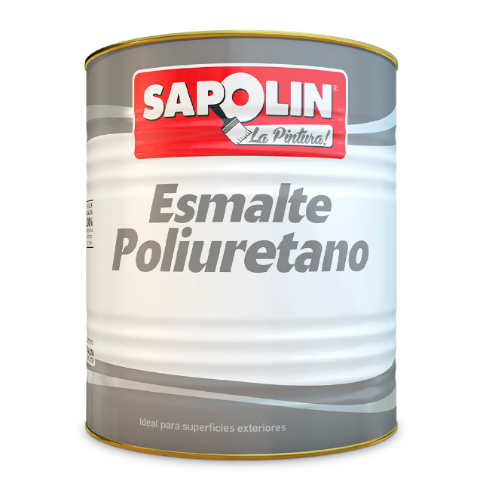 SAPOLIN®
La Pintura!
Esmalte
Poliuretano
Ideal para superficies exteriores